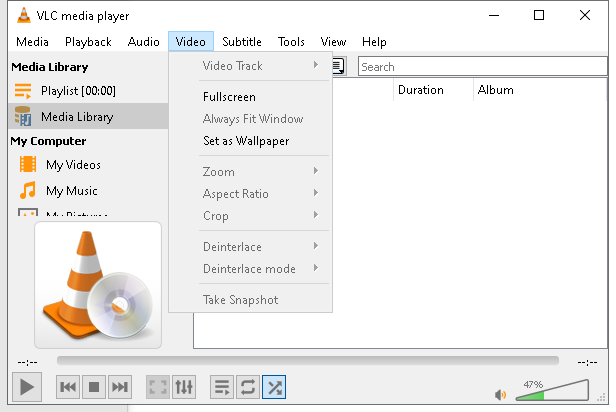 VLC media player
Media Playback Audio Video Subtitle Tools View Help
Media Library
Playlist [00:00]
Media Library
My Computer
My Videos
My Music
My Pictures
Video Track
Fullscreen
Always Fit Window
Set as Wallpaper
Zoom
Aspect Ratio
Crop
Deinterlace
Deinterlace mode
Take Snapshot
Search
Duration Album
--:-- --:--
47%